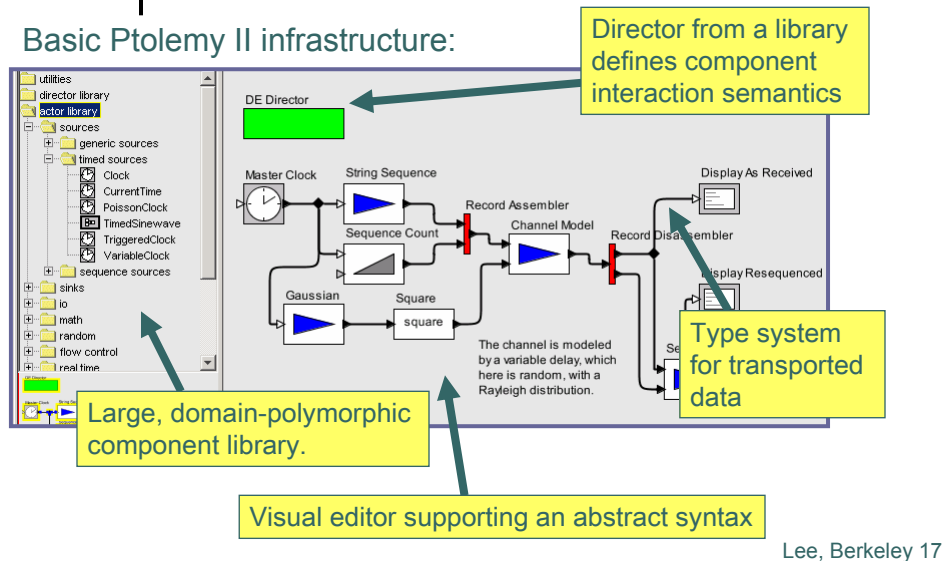 Basic Ptolemy II infrastructure:
Director from a library
defines component
interaction semantics
utilities
director library
actor library
sources
generic sources
timed sources
Clock
CurrentTime
PoissonClock
TimedSinewave
TriggeredClock
VariableClock
sequence sources
sinks
io
math
random
flow control
real time
DE Director
Master Clock
String Sequence
Record Assembler
Sequence Count
Channel Model
Display As Received
Record Disassembler
Display Resequenced
Gaussian
Square
square
The channel is modeled
by a variable delay, which
here is random, with a
Rayleigh distribution.
Type system
for transported
data
Large, domain-polymorphic
component library.
Visual editor supporting an abstract syntax
Lee, Berkeley 17